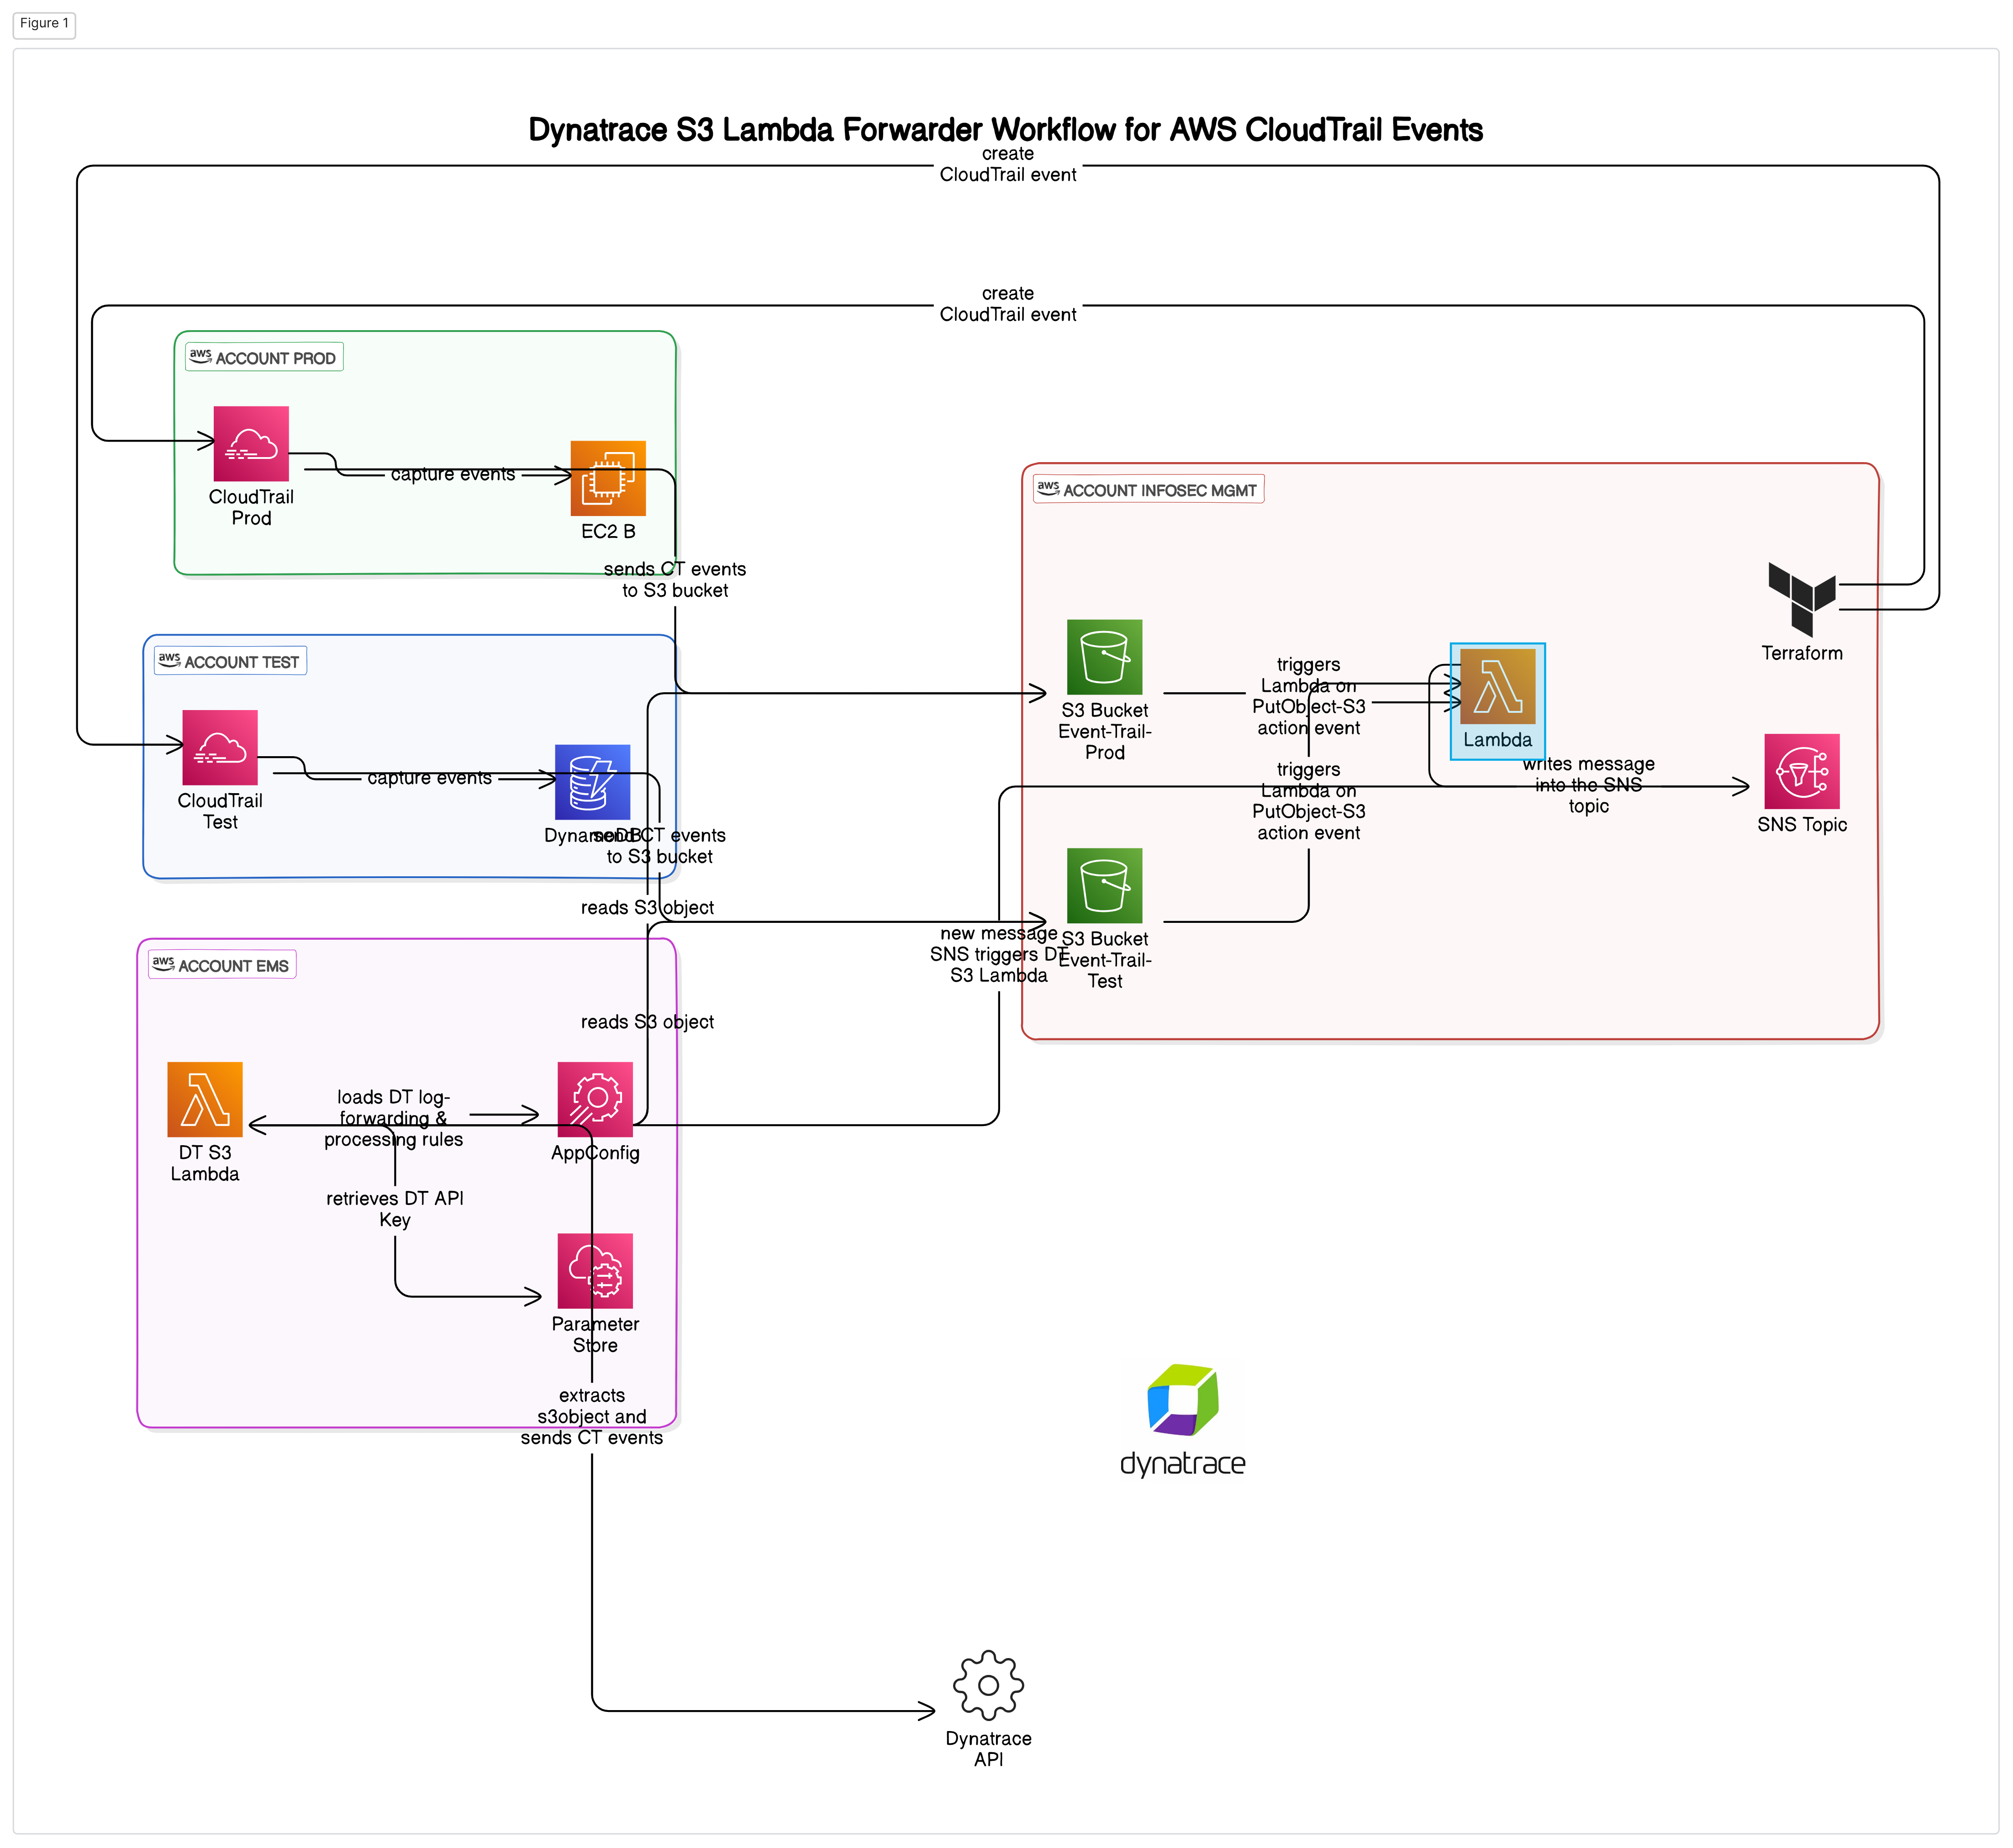 Figure 1
Dynatrace S3 Lambda Forwarder Workflow for AWS CloudTrail Events
create
CloudTrail event
create
CloudTrail event
aws ACCOUNT PROD
CloudTrail
Prod
capture events
EC2 B
sends CT events
to S3 bucket
aws ACCOUNT TEST
CloudTrail
Test
capture events
DynamoDB
sends CT events
to S3 bucket
reads S3 object
reads S3 object
aws ACCOUNT INFOSEC MGMT
S3 Bucket
Event-Trail-
Prod
triggers
Lambda on
PutObject-S3
action event
Lambda
Terraform
triggers
Lambda on
PutObject-S3
action event
writes message
into the SNS
topic
SNS Topic
new message
SNS triggers DT
S3 Lambda
S3 Bucket
Event-Trail-
Test
aws ACCOUNT EMS
DT S3
Lambda
loads DT log-
forwarding &
processing rules
AppConfig
retrieves DT API
Key
Parameter
Store
extracts
s3object and
sends CT events
dynatrace
Dynatrace
API